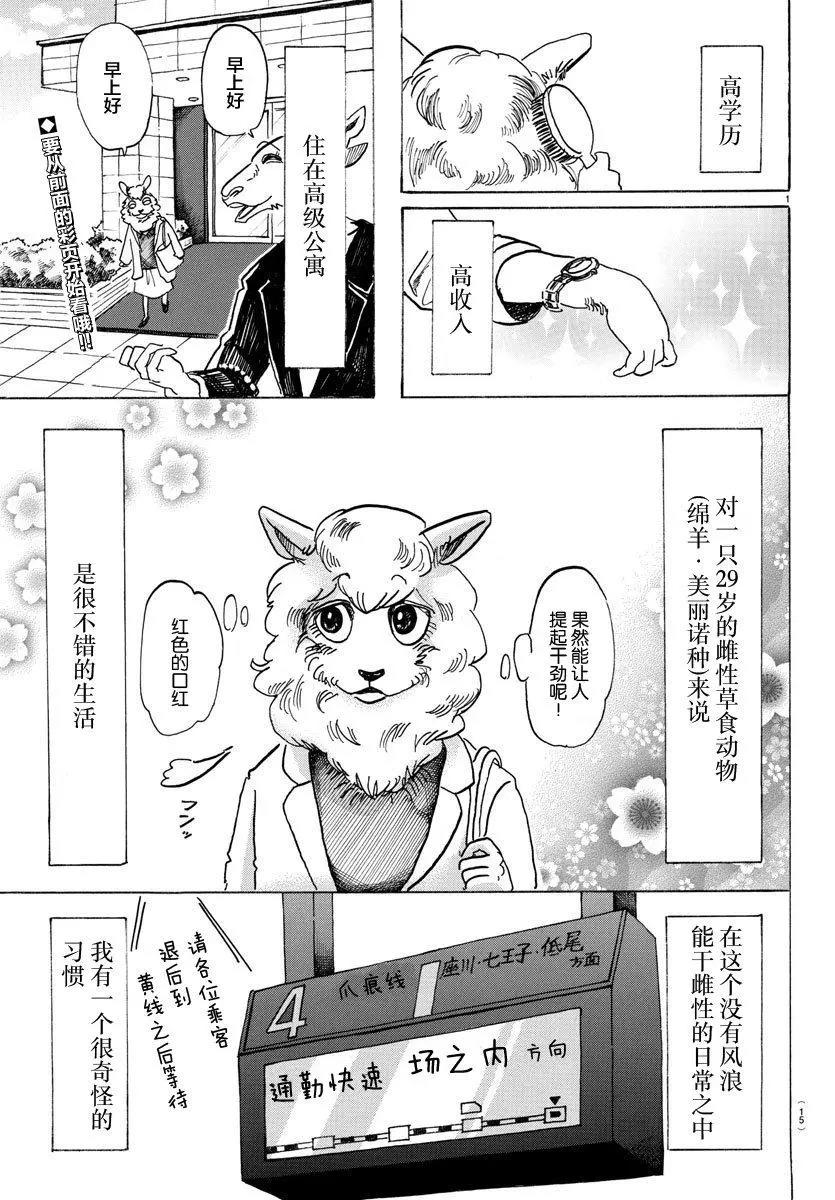 高学历
1
高收入
住在高级公寓
早上好
早上好
◆要从前面的彩页开始看哦!!
对一只29岁的雌性草食动物
(绵羊·美丽诺种)来说
果然能让人
提起干劲呢！
红色的口红
是很不错的生活
在这个没有风浪
能干雌性的日常之中
4
爪痕线
座川·七王子·低尾
方面
通勤快速 场之内 方向
请各位乘客
退后到
黄线之后等待
我有一个很奇怪的
习惯
(15)